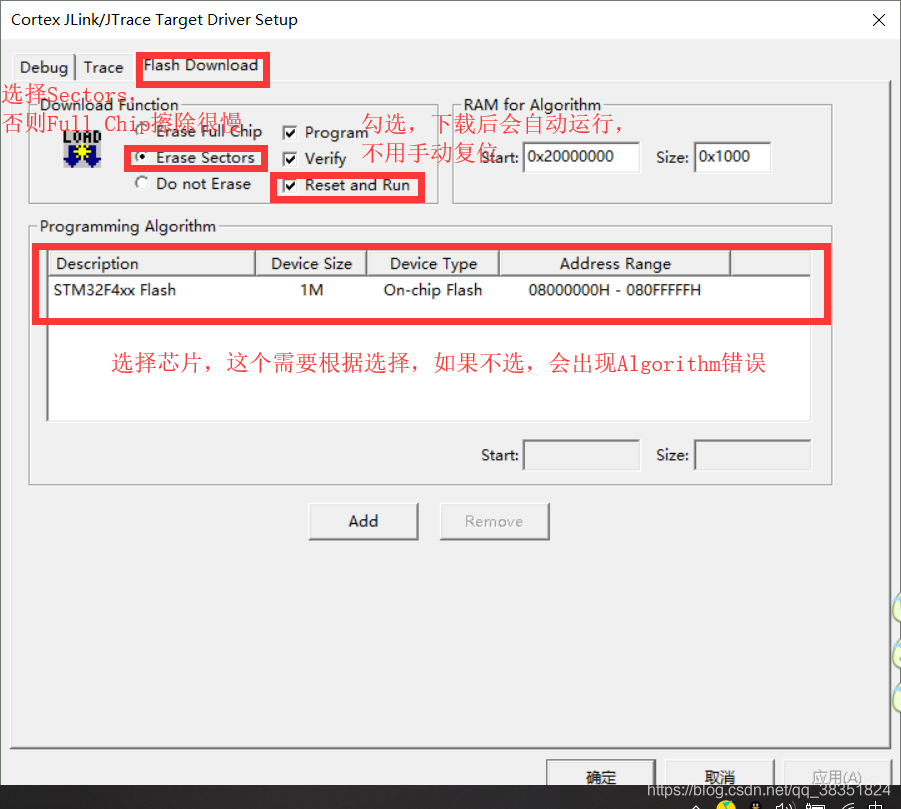 Cortex JLink/JTrace Target Driver Setup
Debug Trace Flash Download
选择Sectors,
否则Full Chip擦除很慢
Download Function
LOAD
Erase Full Chip
Erase Sectors
Do not Erase
Program
Verify
Reset and Run
勾选，下载后会自动运行，
不用手动复位
RAM for Algorithm
Start: 0x20000000 Size: 0x1000
Programming Algorithm
Description Device Size Device Type Address Range
STM32F4xx Flash 1M On-chip Flash 08000000H - 080FFFFFH
选择芯片，这个需要根据选择，如果不选，会出现Algorithm错误
Start: Size:
Add Remove
确定 取消 应用(A)
https://blog.csdn.net/qq_38351824
中